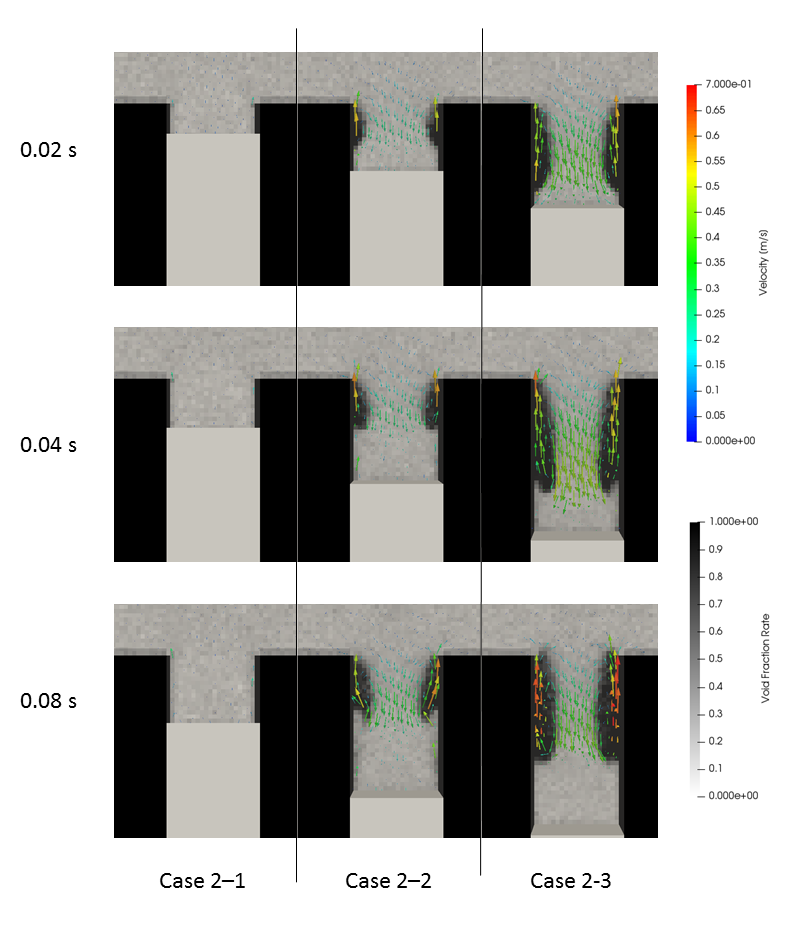 0.02 s
0.04 s
0.08 s
Case 2–1
Case 2–2
Case 2-3
7.000e-01
0.65
0.6
0.55
0.5
0.45
0.4
0.35
0.3
0.25
0.2
0.15
0.1
0.05
0.000e+00
Velocity (m/s)
1.000e+00
0.9
0.8
0.7
0.6
0.5
0.4
0.3
0.2
0.1
0.000e+00
Void Fraction Rate